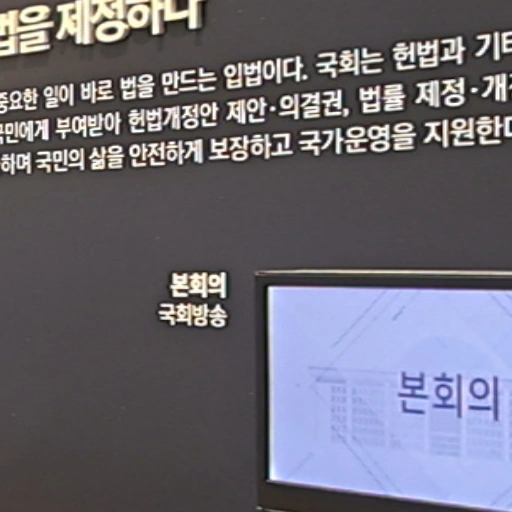 법을 제정하다
중요한 일이 바로 법을 만드는 입법이다. 국회는 헌법과 기타
국민에게 부여받아 헌법개정안 제안·의결권, 법률 제정·개
하며 국민의 삶을 안전하게 보장하고 국가운영을 지원한다
본회의
국회방송
본회의